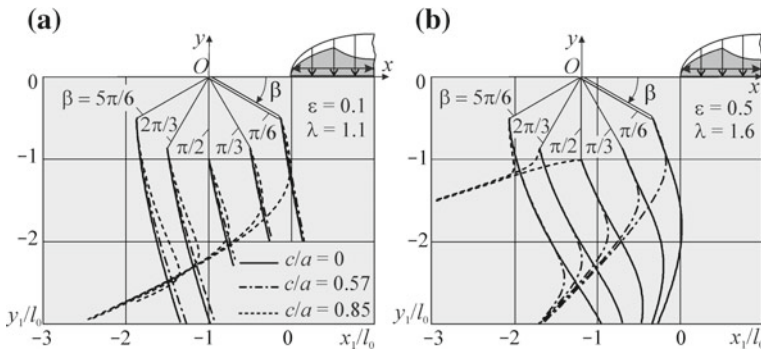 (a)
y
O
x
0
β = 5π/6
2π/3
π/2
π/3
π/6
β
ε = 0.1
λ = 1.1
-1
-2
c/a = 0
c/a = 0.57
c/a = 0.85
y₁/l₀
-3
-2
-1
0
x₁/l₀
(b)
y
O
x
0
β = 5π/6
2π/3
π/2
π/3
π/6
β
ε = 0.5
λ = 1.6
-1
-2
y₁/l₀
-3
-2
-1
0
x₁/l₀